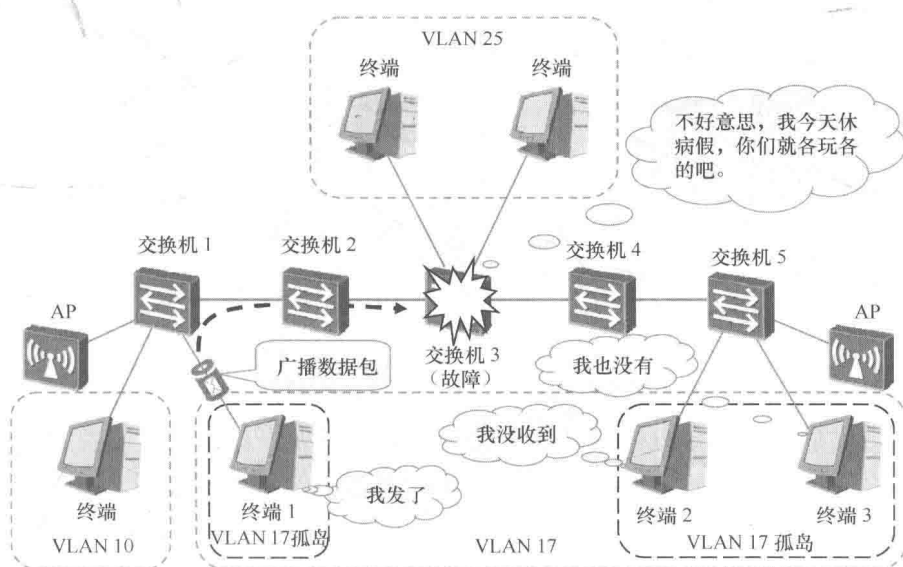 VLAN 25
终端
终端
不好意思，我今天休
病假，你们就各玩各
的吧。
交换机 1
交换机 2
交换机 4
交换机 5
AP
AP
交换机 3
（故障）
广播数据包
我也没有
我没收到
我发了
终端
终端 1
终端 2
终端 3
VLAN 10
VLAN 17孤岛
VLAN 17
VLAN 17 孤岛